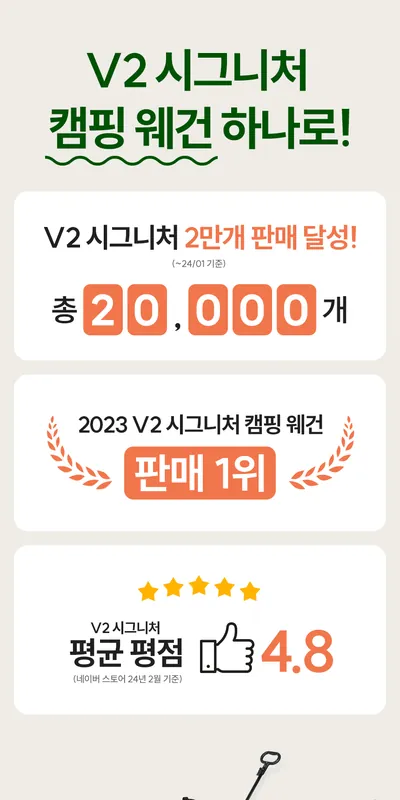 V2 시그니처
캠핑 웨건 하나로!
V2 시그니처 2만개 판매 달성!
(~24/01 기준)
총 20,000 개
2023 V2 시그니처 캠핑 웨건
판매 1위
V2 시그니처
평균 평점
(네이버 스토어 24년 2월 기준)
4.8